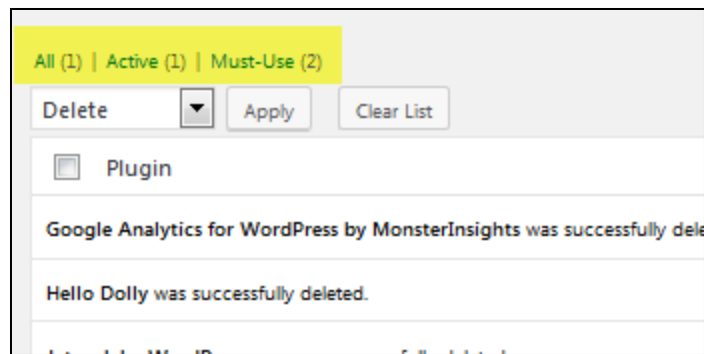 All (1) | Active (1) | Must-Use (2)
Delete Apply Clear List
Plugin
Google Analytics for WordPress by MonsterInsights was successfully dele
Hello Dolly was successfully deleted.